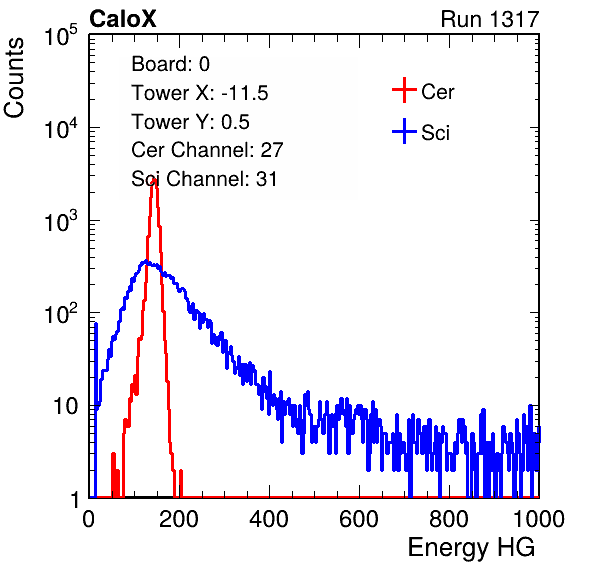 CaloX Run 1317
Counts
Board: 0
Tower X: -11.5
Tower Y: 0.5
Cer Channel: 27
Sci Channel: 31
Cer
Sci
10^5
10^4
10^3
10^2
10
1
0 200 400 600 800 1000
Energy HG